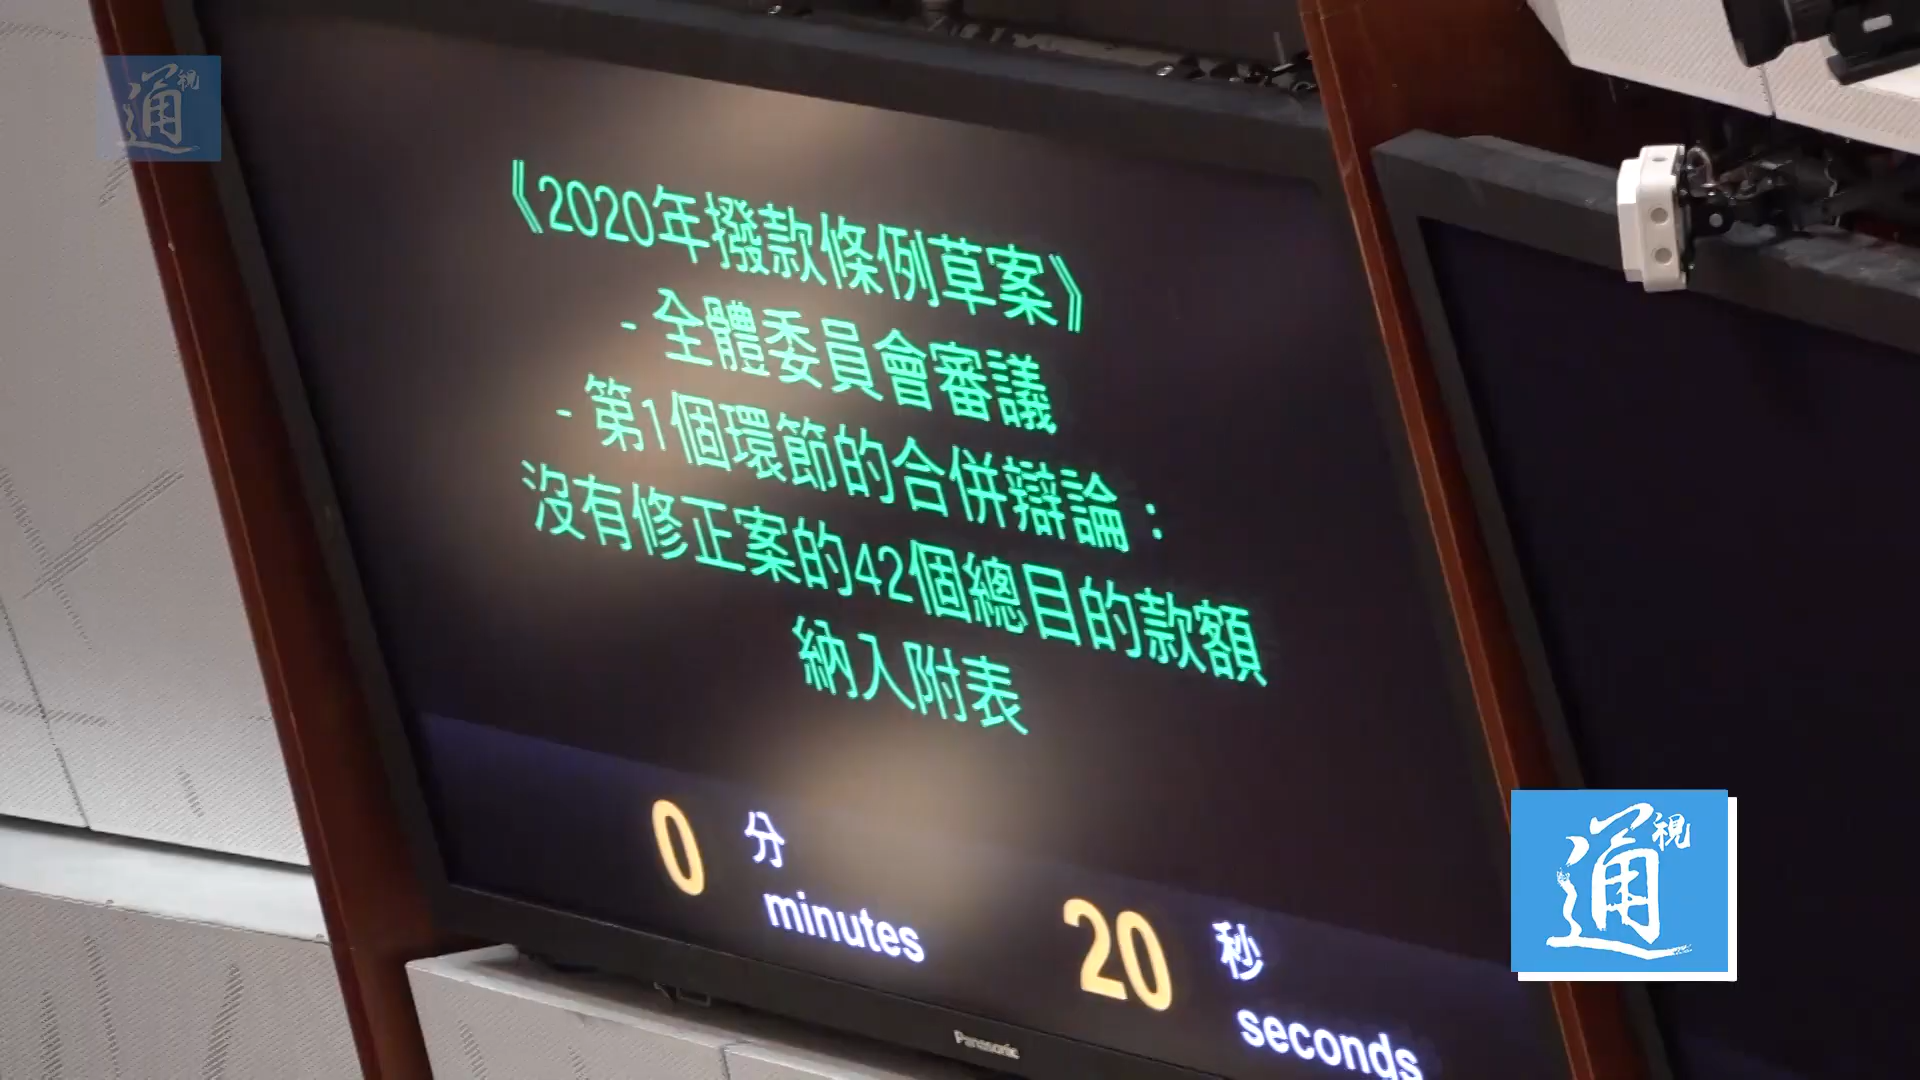 通視
《2020年撥款條例草案》
- 全體委員會審議
- 第1個環節的合併辯論：
沒有修正案的42個總目的款額
納入附表
0 分 20 秒
minutes seconds
Panasonic
通視